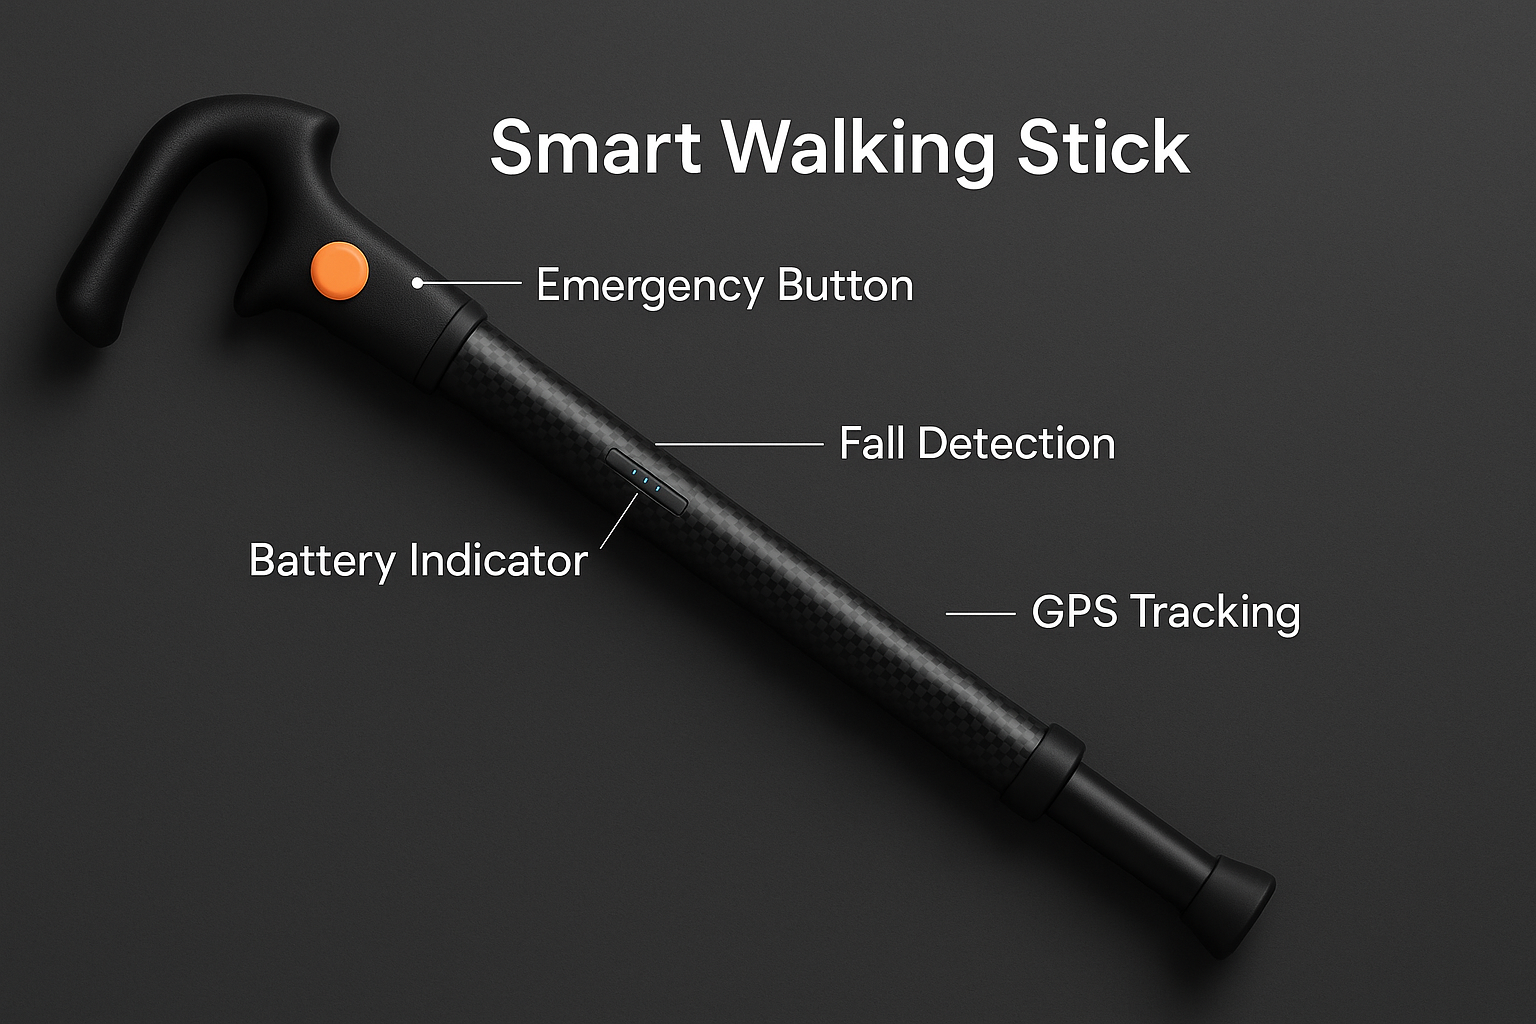 Smart Walking Stick
Emergency Button
Fall Detection
Battery Indicator
GPS Tracking